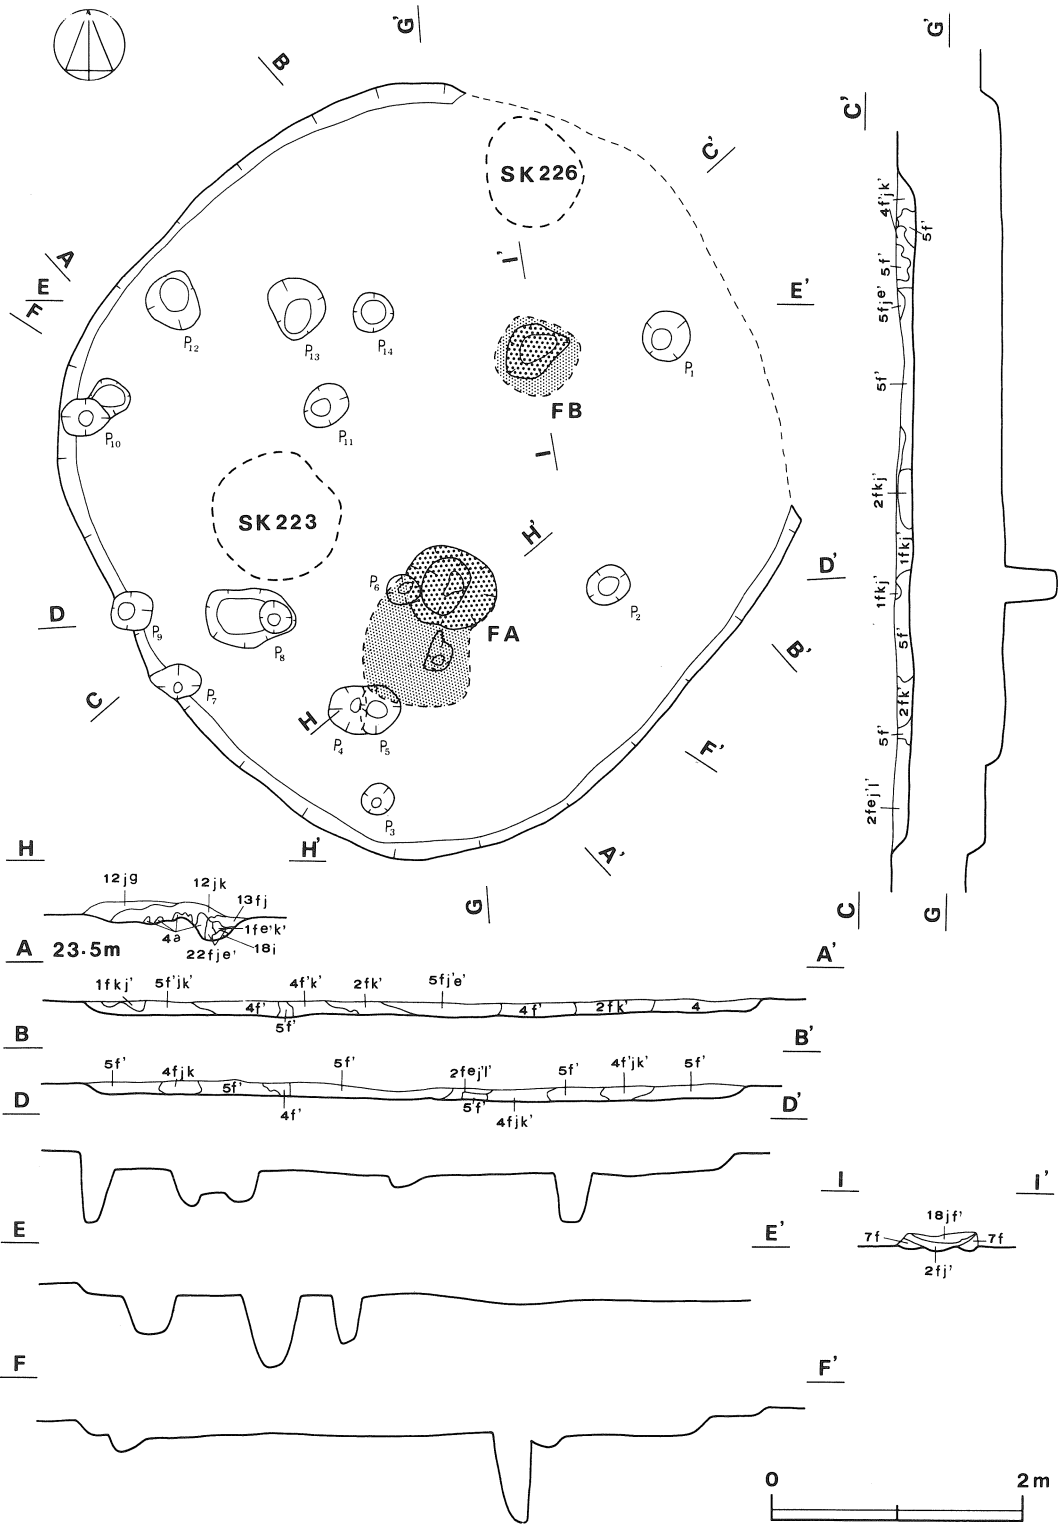 G'
G'
B
C'
C'
SK226
4f'jk'
5f'
A
I'
E
E'
5f'
F
5fje'
P12
P13
P14
P1
5f'
FB
P10
P11
I
2fkj'
SK223
H'
1fkj'
D'
P6
1fkj'
P2
D
P9
FA
5f'
P8
B'
P7
2fk'
C
H
F'
5f'
P4
P5
2fej'l'
P3
H
H'
A'
12jg
12jk
G
C
G
13fj
1fe'k'
4a
18i
22fje'
A 23.5m
A'
1fkj'
5f'jk'
4f'k'
2fk'
5fj'e'
4f'
4f'
2fk'
4
5f'
B
B'
5f'
4fjk
5f'
2fej'l'
5f'
4f'jk'
5f'
5f'
D
4f'
5'f'
4fjk'
D'
I
I'
18jf'
E
E'
7f
7f
2fj'
F
F'
0
2m